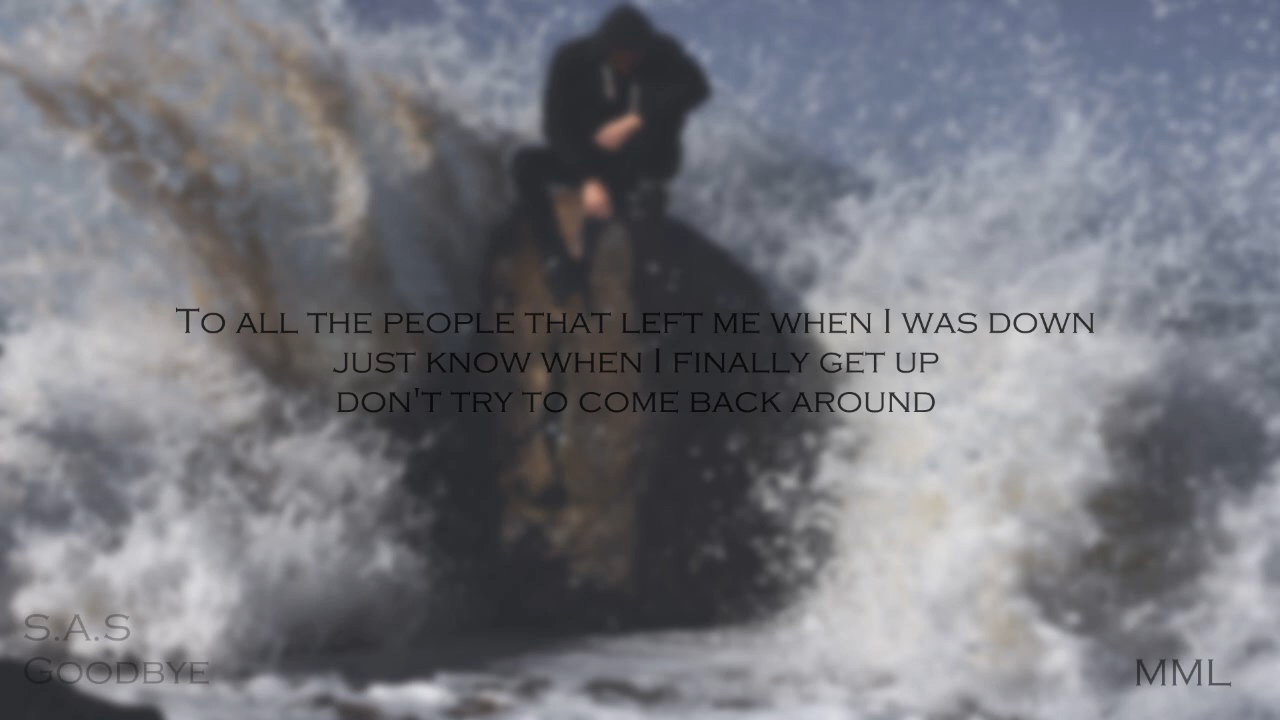 To all the people that left me when I was down
just know when I finally get up
don't try to come back around
S.A.S
Goodbye
MML